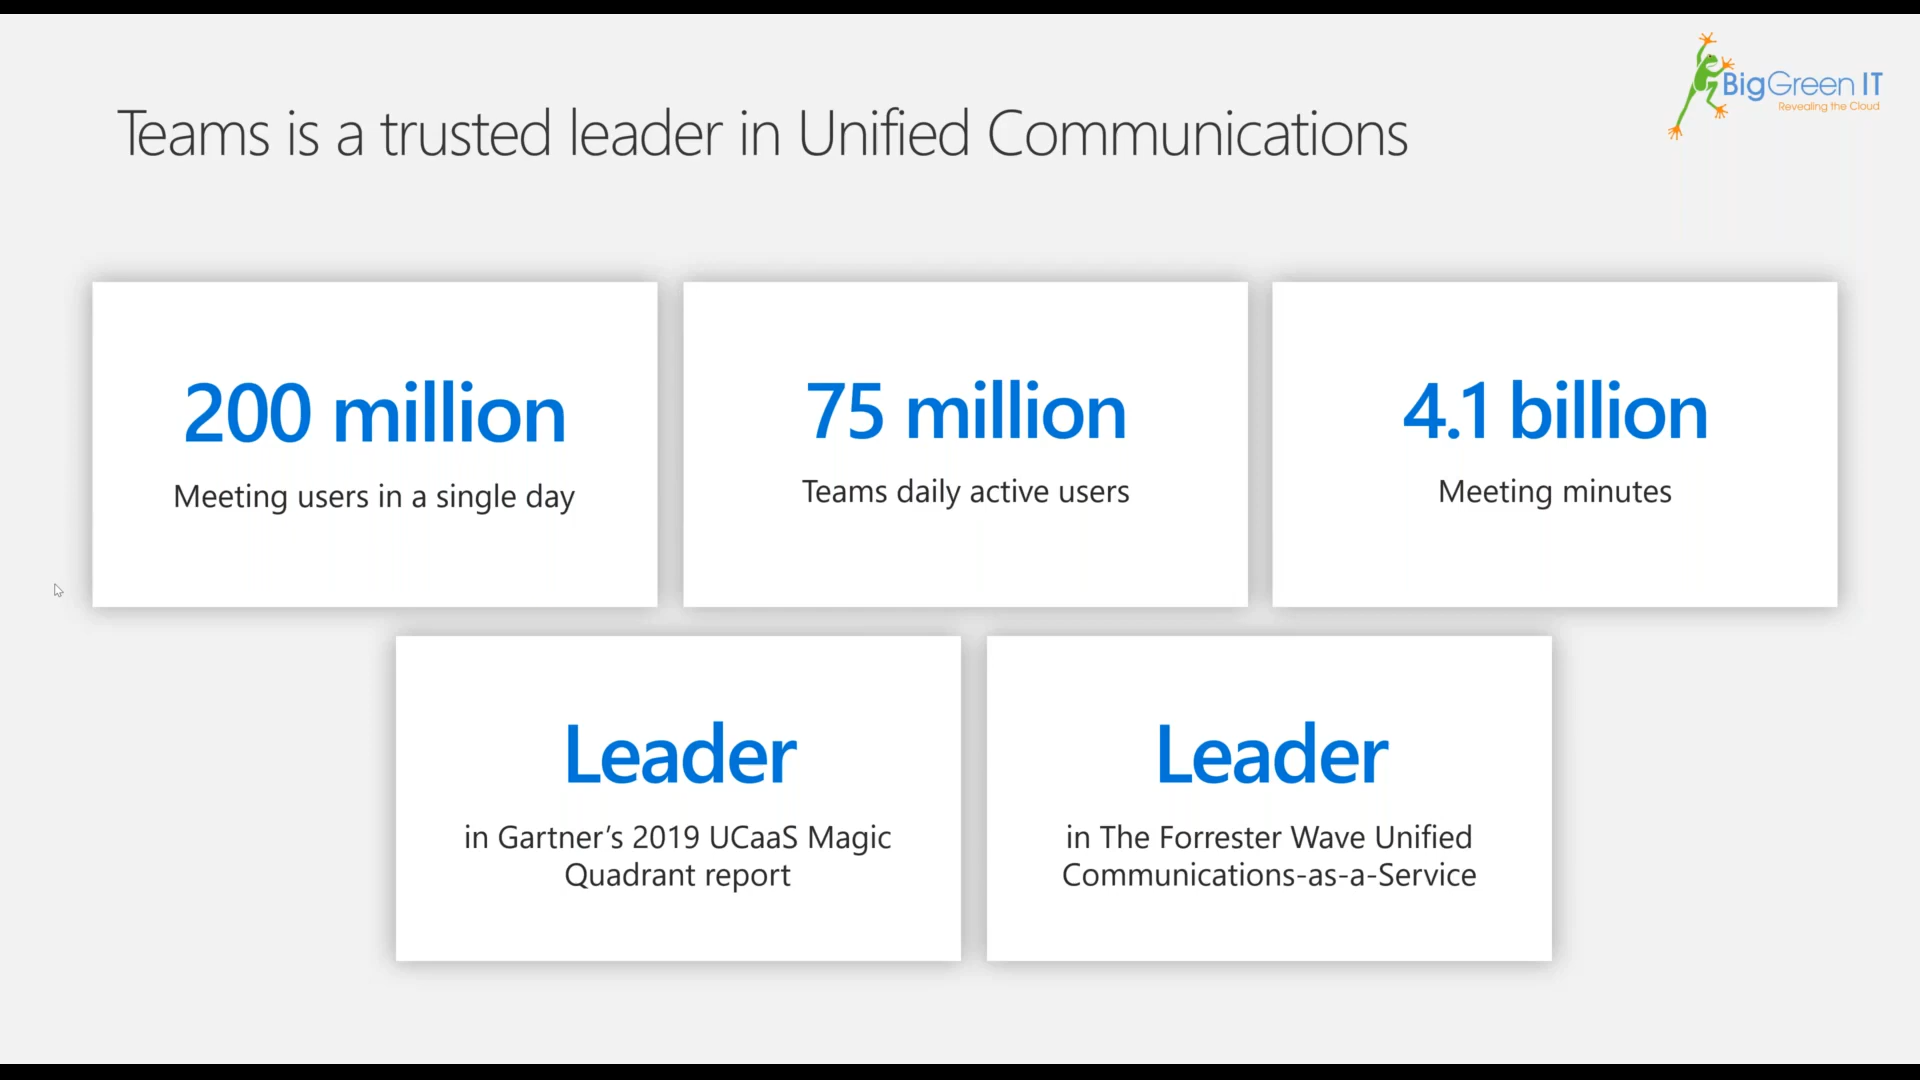 BigGreen IT
Revealing the Cloud
Teams is a trusted leader in Unified Communications
200 million
Meeting users in a single day
75 million
Teams daily active users
4.1 billion
Meeting minutes
Leader
in Gartner’s 2019 UCaaS Magic
Quadrant report
Leader
in The Forrester Wave Unified
Communications-as-a-Service